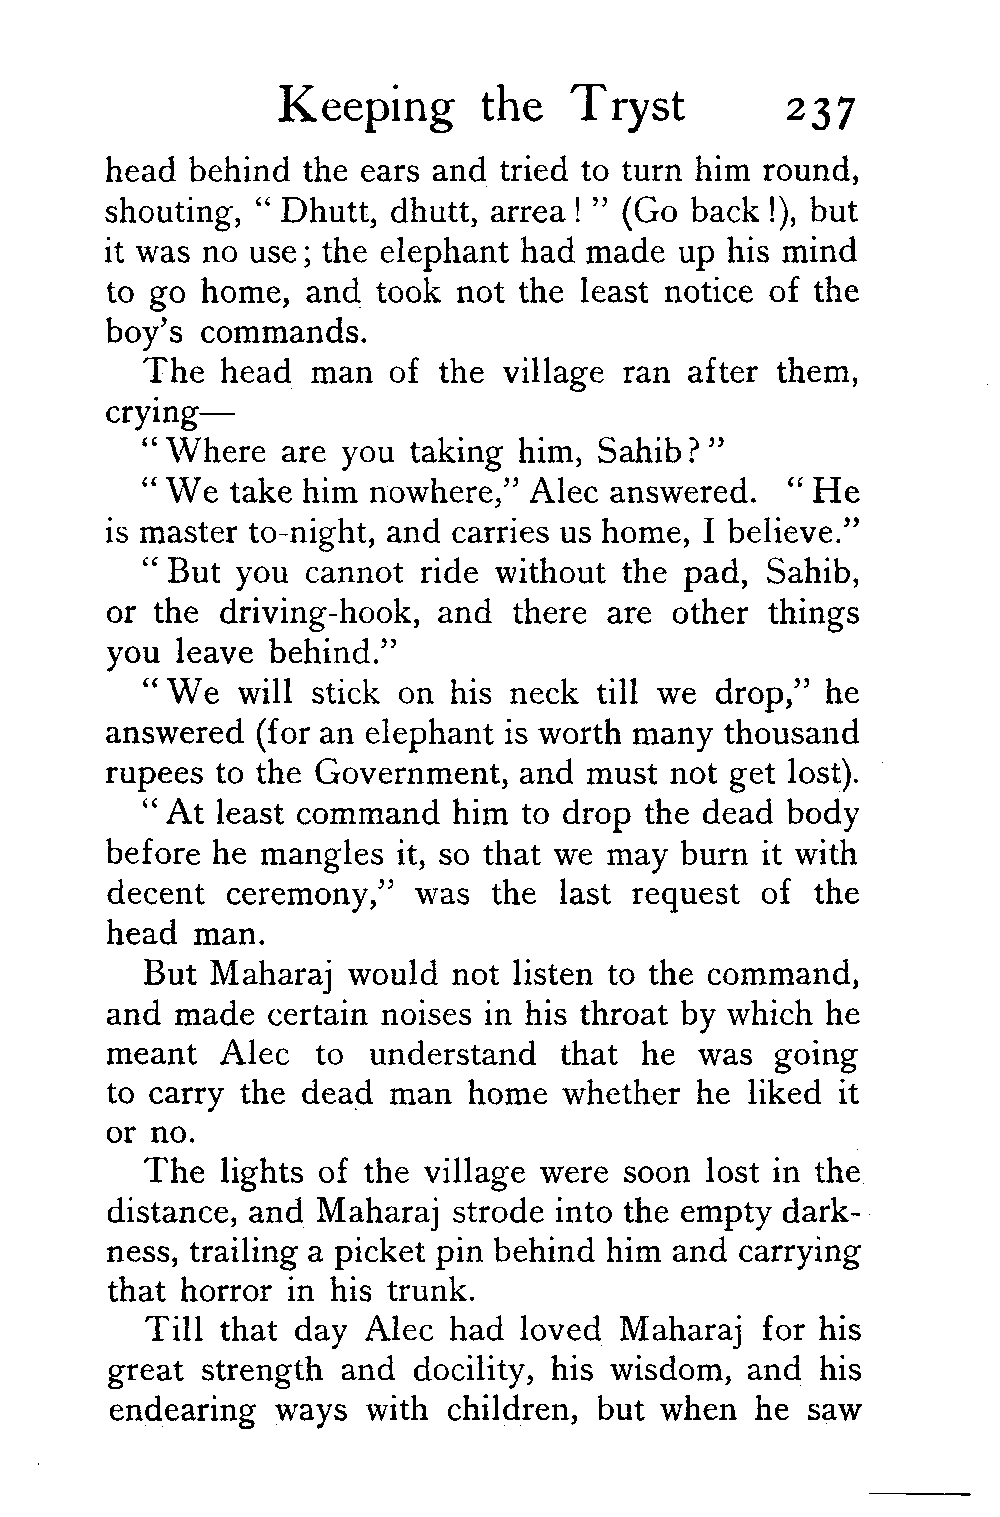 Keeping the Tryst 237
head behind the ears and tried to turn him round,
shouting, “ Dhutt, dhutt, arrea ! ” (Go back !), but
it was no use ; the elephant had made up his mind
to go home, and took not the least notice of the
boy’s commands.
The head man of the village ran after them,
crying—
“ Where are you taking him, Sahib ? ”
“ We take him nowhere,” Alec answered. “ He
is master to-night, and carries us home, I believe.”
“ But you cannot ride without the pad, Sahib,
or the driving-hook, and there are other things
you leave behind.”
“ We will stick on his neck till we drop,” he
answered (for an elephant is worth many thousand
rupees to the Government, and must not get lost).
“ At least command him to drop the dead body
before he mangles it, so that we may burn it with
decent ceremony,” was the last request of the
head man.
But Maharaj would not listen to the command,
and made certain noises in his throat by which he
meant Alec to understand that he was going
to carry the dead man home whether he liked it
or no.
The lights of the village were soon lost in the
distance, and Maharaj strode into the empty dark-
ness, trailing a picket pin behind him and carrying
that horror in his trunk.
Till that day Alec had loved Maharaj for his
great strength and docility, his wisdom, and his
endearing ways with children, but when he saw